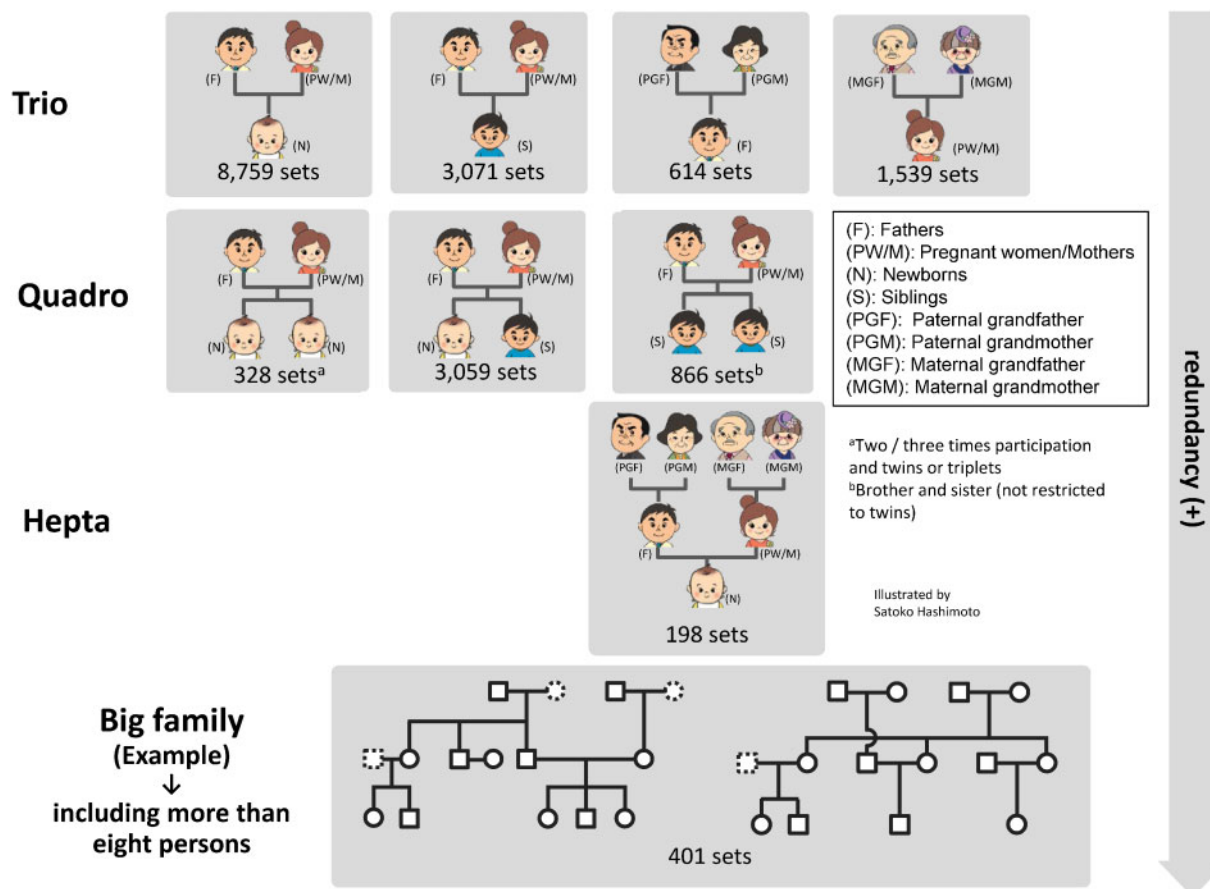 Trio
(F)
(PW/M)
(N)
8,759 sets
(F)
(PW/M)
(S)
3,071 sets
(PGF)
(PGM)
(F)
614 sets
(MGF)
(MGM)
(PW/M)
1,539 sets
Quadro
(F)
(PW/M)
(N)
(N)
328 setsᵃ
(F)
(PW/M)
(N)
(S)
3,059 sets
(F)
(PW/M)
(S)
(S)
866 setsᵇ
(F): Fathers
(PW/M): Pregnant women/Mothers
(N): Newborns
(S): Siblings
(PGF): Paternal grandfather
(PGM): Paternal grandmother
(MGF): Maternal grandfather
(MGM): Maternal grandmother
Hepta
(PGF)
(PGM)
(MGF)
(MGM)
(F)
(PW/M)
(N)
198 sets
ᵃTwo / three times participation
and twins or triplets
ᵇBrother and sister (not restricted
to twins)
Illustrated by
Satoko Hashimoto
redundancy (+)
Big family
(Example)
↓
including more than
eight persons
401 sets